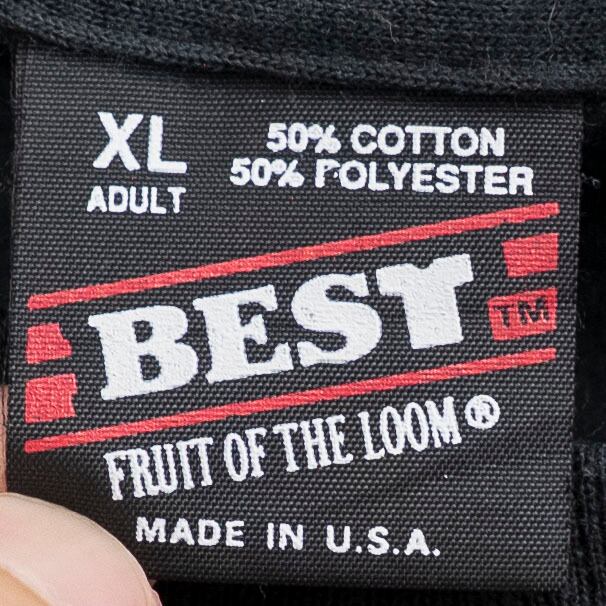 XL
ADULT
50% COTTON
50% POLYESTER
BEST
TM
FRUIT OF THE LOOM ®
MADE IN U.S.A.